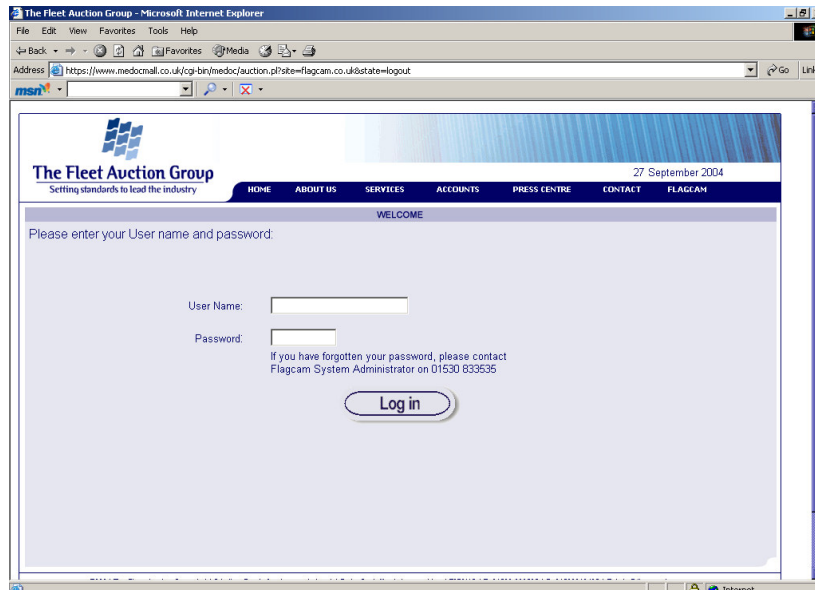 The Fleet Auction Group - Microsoft Internet Explorer
File Edit View Favorites Tools Help
Back Favorites Media
Address https://www.medocmall.co.uk/cgi-bin/medoc/auction.pl?site=flagcam.co.uk&state=logout Go Link
msn
The Fleet Auction Group
Setting standards to lead the industry
27 September 2004
HOME ABOUT US SERVICES ACCOUNTS PRESS CENTRE CONTACT FLAGCAM
WELCOME
Please enter your User name and password:
User Name:
Password:
If you have forgotten your password, please contact
Flagcam System Administrator on 01530 833535
Log in
Internet